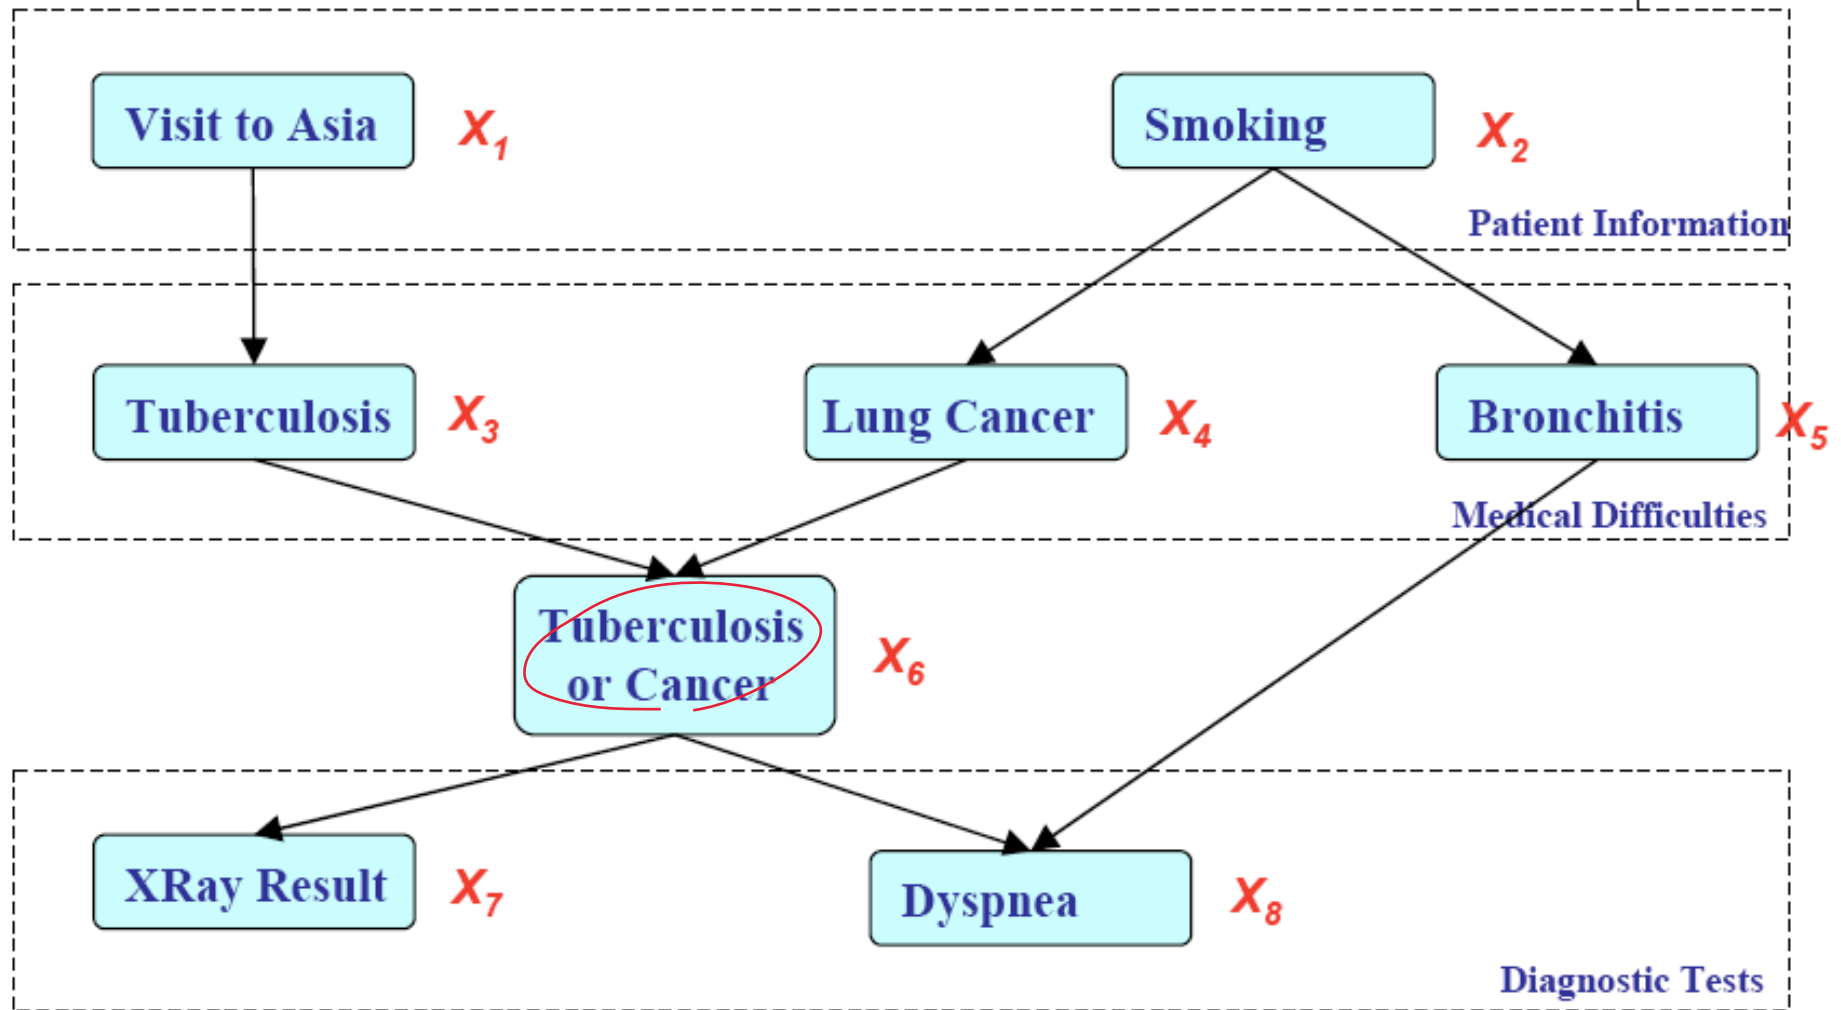 Visit to Asia X1
Smoking X2
Patient Information
Tuberculosis X3
Lung Cancer X4
Bronchitis X5
Medical Difficulties
Tuberculosis
or Cancer
X6
XRay Result X7
Dyspnea X8
Diagnostic Tests